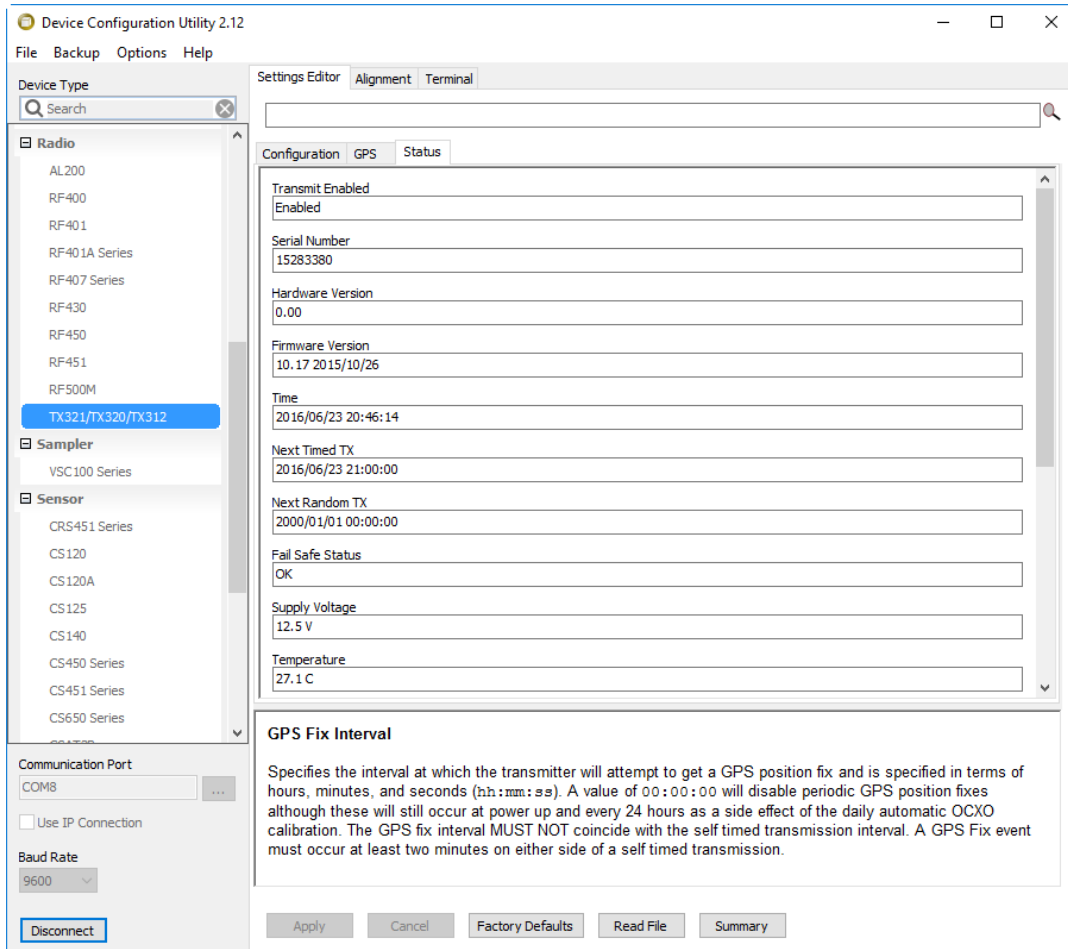 Device Configuration Utility 2.12
File Backup Options Help
Device Type
Search
Radio
AL200
RF400
RF401
RF401A Series
RF407 Series
RF430
RF450
RF451
RF500M
TX321/TX320/TX312
Sampler
VSC100 Series
Sensor
CRS451 Series
CS120
CS120A
CS125
CS140
CS450 Series
CS451 Series
CS650 Series
Communication Port
COM8
...
Use IP Connection
Baud Rate
9600
Disconnect
Settings Editor Alignment Terminal
Configuration GPS Status
Transmit Enabled
Enabled
Serial Number
15283380
Hardware Version
0.00
Firmware Version
10.17 2015/10/26
Time
2016/06/23 20:46:14
Next Timed TX
2016/06/23 21:00:00
Next Random TX
2000/01/01 00:00:00
Fail Safe Status
OK
Supply Voltage
12.5 V
Temperature
27.1 C
GPS Fix Interval
Specifies the interval at which the transmitter will attempt to get a GPS position fix and is specified in terms of
hours, minutes, and seconds (hh:mm:ss). A value of 00:00:00 will disable periodic GPS position fixes
although these will still occur at power up and every 24 hours as a side effect of the daily automatic OCXO
calibration. The GPS fix interval MUST NOT coincide with the self timed transmission interval. A GPS Fix event
must occur at least two minutes on either side of a self timed transmission.
Apply Cancel Factory Defaults Read File Summary